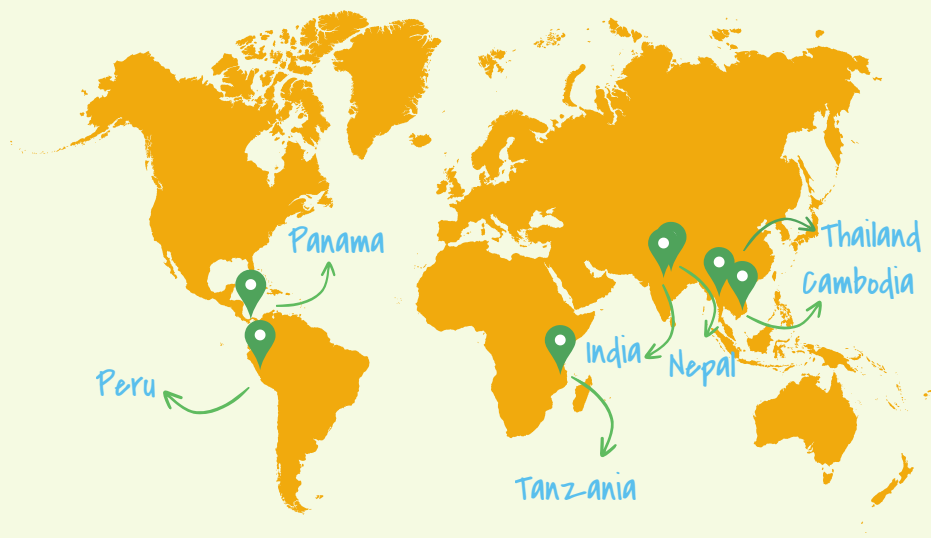 Panama
Thailand
Cambodia
India
Nepal
Peru
Tanzania